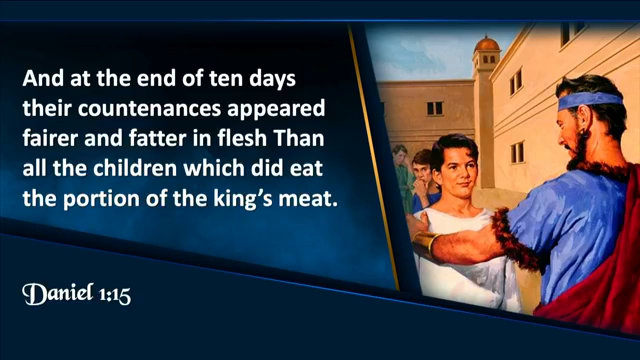 And at the end of ten days
their countenances appeared
fairer and fatter in flesh Than
all the children which did eat
the portion of the king’s meat.
Daniel 1:15